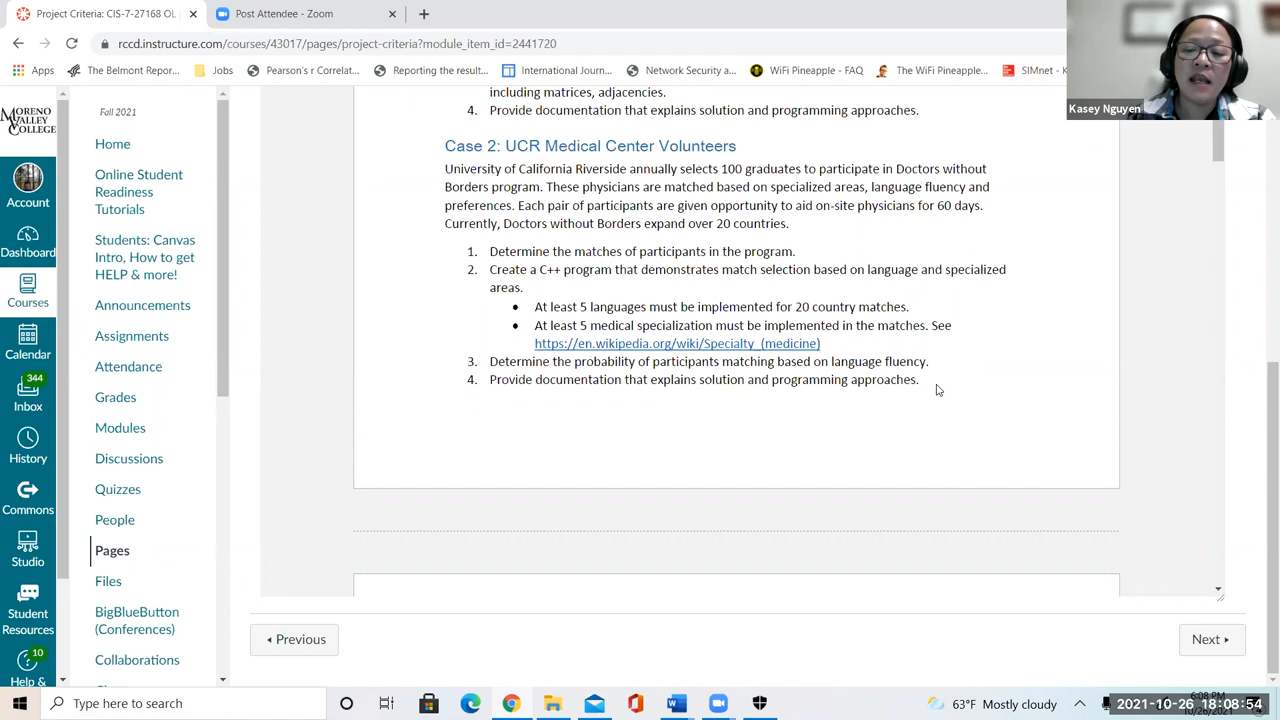 Project Criteria: CIS-7-27168 OL
Post Attendee - Zoom
rccd.instructure.com/courses/43017/pages/project-criteria?module_item_id=2441720
Apps
The Belmont Repor...
Jobs
Pearson's r Correlat...
Reporting the result...
International Journ...
Network Security a...
WiFi Pineapple - FAQ
The WiFi Pineapple...
SIMnet - K
Kasey Nguyen
MORENO
VALLEY
COLLEGE
Account
Dashboard
Courses
Calendar
344
Inbox
History
Commons
Studio
Student
Resources
10
Help &
Fall 2021
Home
Online Student
Readiness
Tutorials
Students: Canvas
Intro, How to get
HELP & more!
Announcements
Assignments
Attendance
Grades
Modules
Discussions
Quizzes
People
Pages
Files
BigBlueButton
(Conferences)
Collaborations
including matrices, adjacencies.
4. Provide documentation that explains solution and programming approaches.
Case 2: UCR Medical Center Volunteers
University of California Riverside annually selects 100 graduates to participate in Doctors without
Borders program. These physicians are matched based on specialized areas, language fluency and
preferences. Each pair of participants are given opportunity to aid on-site physicians for 60 days.
Currently, Doctors without Borders expand over 20 countries.
1. Determine the matches of participants in the program.
2. Create a C++ program that demonstrates match selection based on language and specialized
areas.
• At least 5 languages must be implemented for 20 country matches.
• At least 5 medical specialization must be implemented in the matches. See
https://en.wikipedia.org/wiki/Specialty_(medicine)
3. Determine the probability of participants matching based on language fluency.
4. Provide documentation that explains solution and programming approaches.
Previous
Next
Type here to search
63°F Mostly cloudy
6:08 PM
2021-10-26 18:08:54